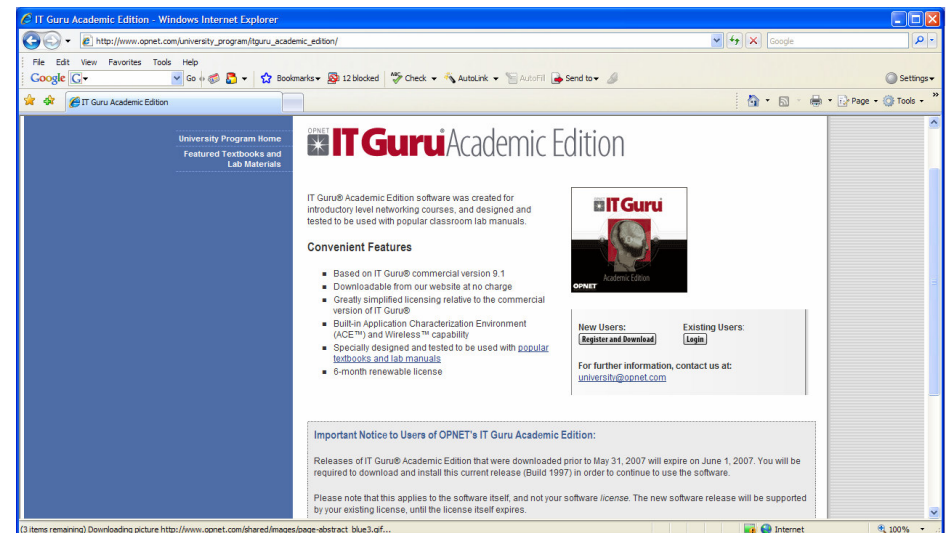 IT Guru Academic Edition - Windows Internet Explorer
http://www.opnet.com/university_program/itguru_academic_edition/
Google
File Edit View Favorites Tools Help
Google G Go Bookmarks 12 blocked Check AutoLink AutoFill Send to Settings
IT Guru Academic Edition
Page Tools
University Program Home
Featured Textbooks and
Lab Materials
OPNET
IT Guru Academic Edition
IT Guru® Academic Edition software was created for
introductory level networking courses, and designed and
tested to be used with popular classroom lab manuals.
Convenient Features
Based on IT Guru® commercial version 9.1
Downloadable from our website at no charge
Greatly simplified licensing relative to the commercial
version of IT Guru®
Built-in Application Characterization Environment
(ACE™) and Wireless™ capability
Specially designed and tested to be used with popular
textbooks and lab manuals
6-month renewable license
IT Guru
Academic Edition
OPNET
New Users: Existing Users:
Register and Download Login
For further information, contact us at:
university@opnet.com
Important Notice to Users of OPNET's IT Guru Academic Edition:
Releases of IT Guru® Academic Edition that were downloaded prior to May 31, 2007 will expire on June 1, 2007. You will be
required to download and install this current release (Build 1997) in order to continue to use the software.
Please note that this applies to the software itself, and not your software license. The new software release will be supported
by your existing license, until the license itself expires.
(3 items remaining) Downloading picture http://www.opnet.com/shared/images/page-abstract_blue3.gif... Internet 100%